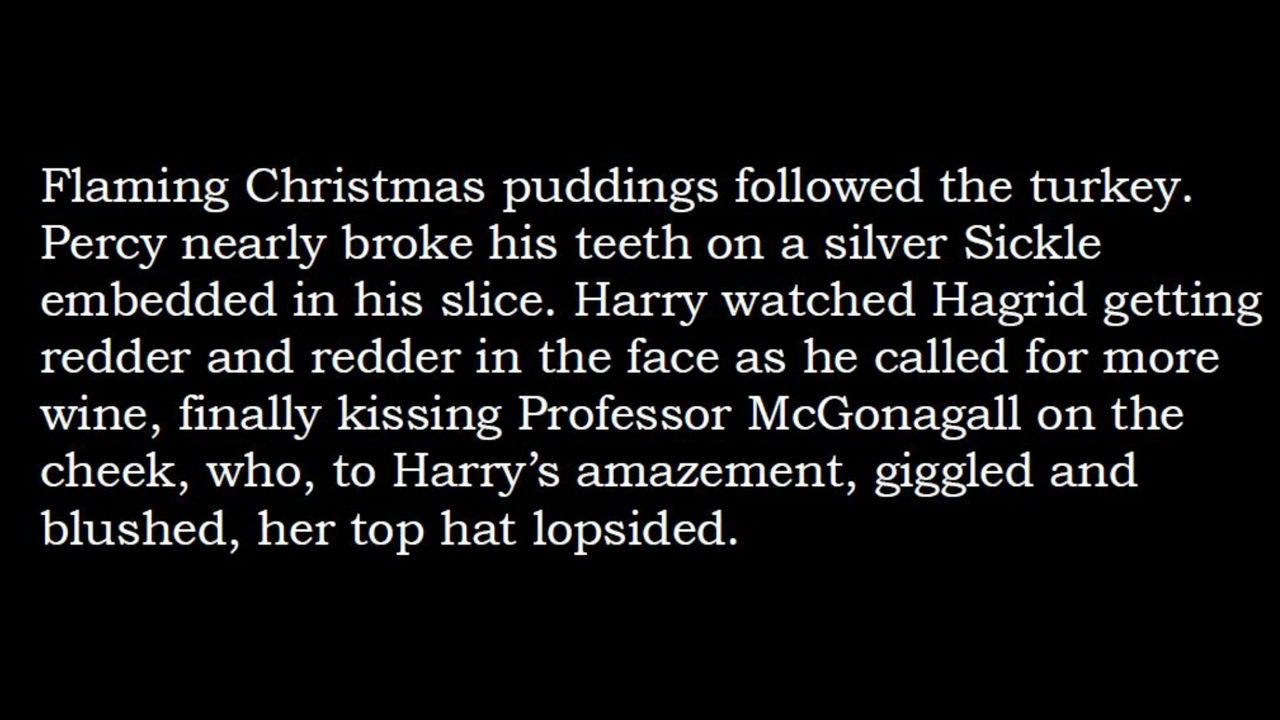 Flaming Christmas puddings followed the turkey.
Percy nearly broke his teeth on a silver Sickle
embedded in his slice. Harry watched Hagrid getting
redder and redder in the face as he called for more
wine, finally kissing Professor McGonagall on the
cheek, who, to Harry’s amazement, giggled and
blushed, her top hat lopsided.